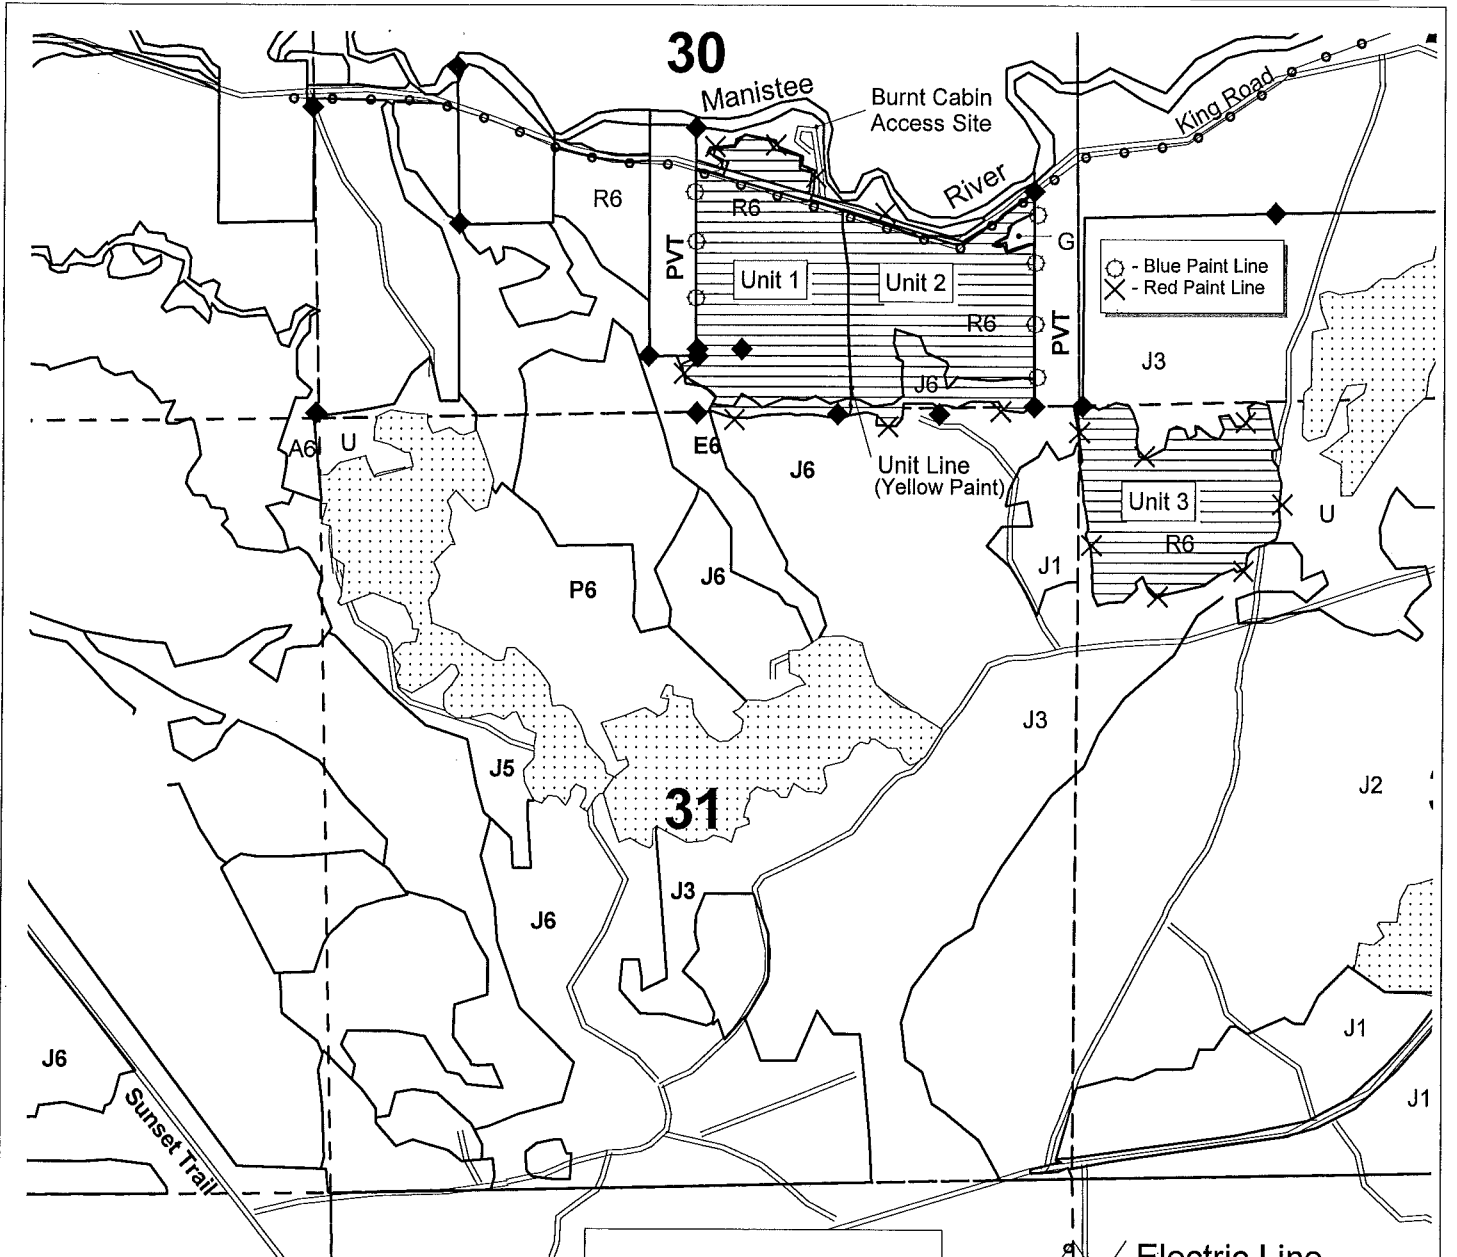 30
Manistee
River
Burnt Cabin
Access Site
King Road
R6
R6
PVT
G
- Blue Paint Line
- Red Paint Line
Unit 1
Unit 2
R6
PVT
J3
J6
A6
U
E6
J6
Unit Line
(Yellow Paint)
Unit 3
U
R6
J1
P6
J6
J3
J5
J2
31
J3
J6
J1
J6
J1
Sunset Trail
Electric Line